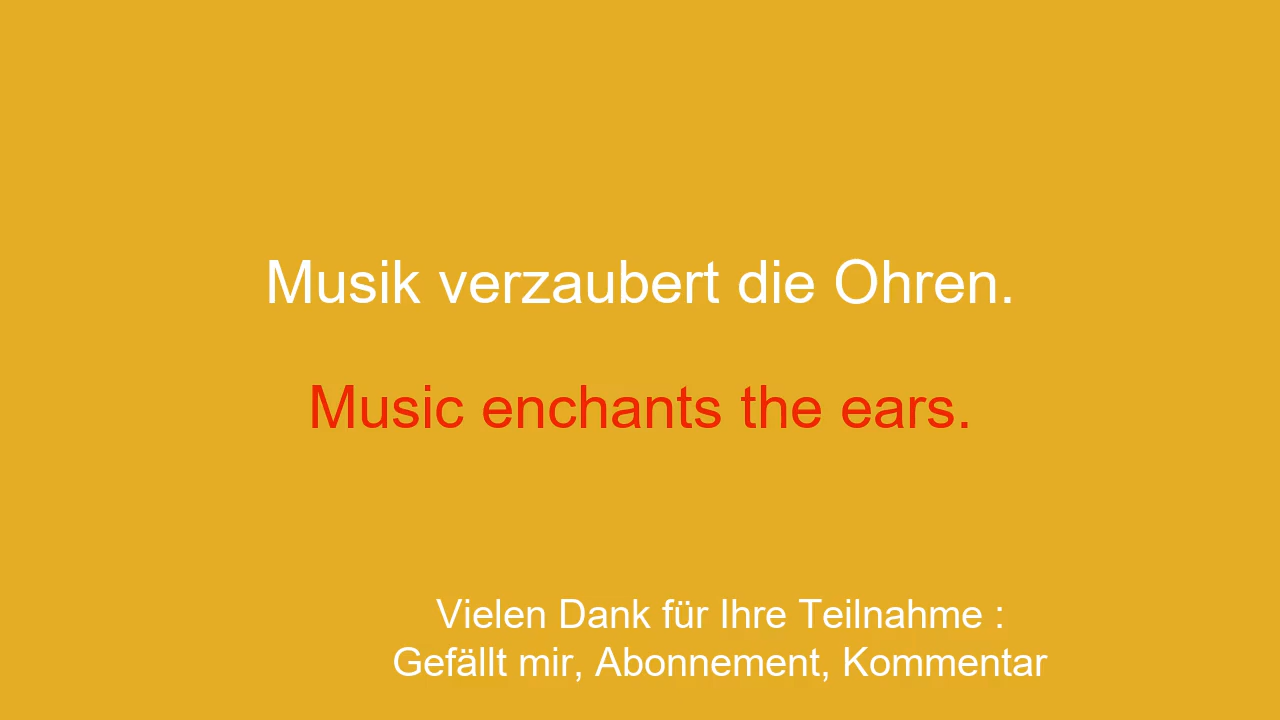 Musik verzaubert die Ohren.
Music enchants the ears.
Vielen Dank für Ihre Teilnahme :
Gefällt mir, Abonnement, Kommentar